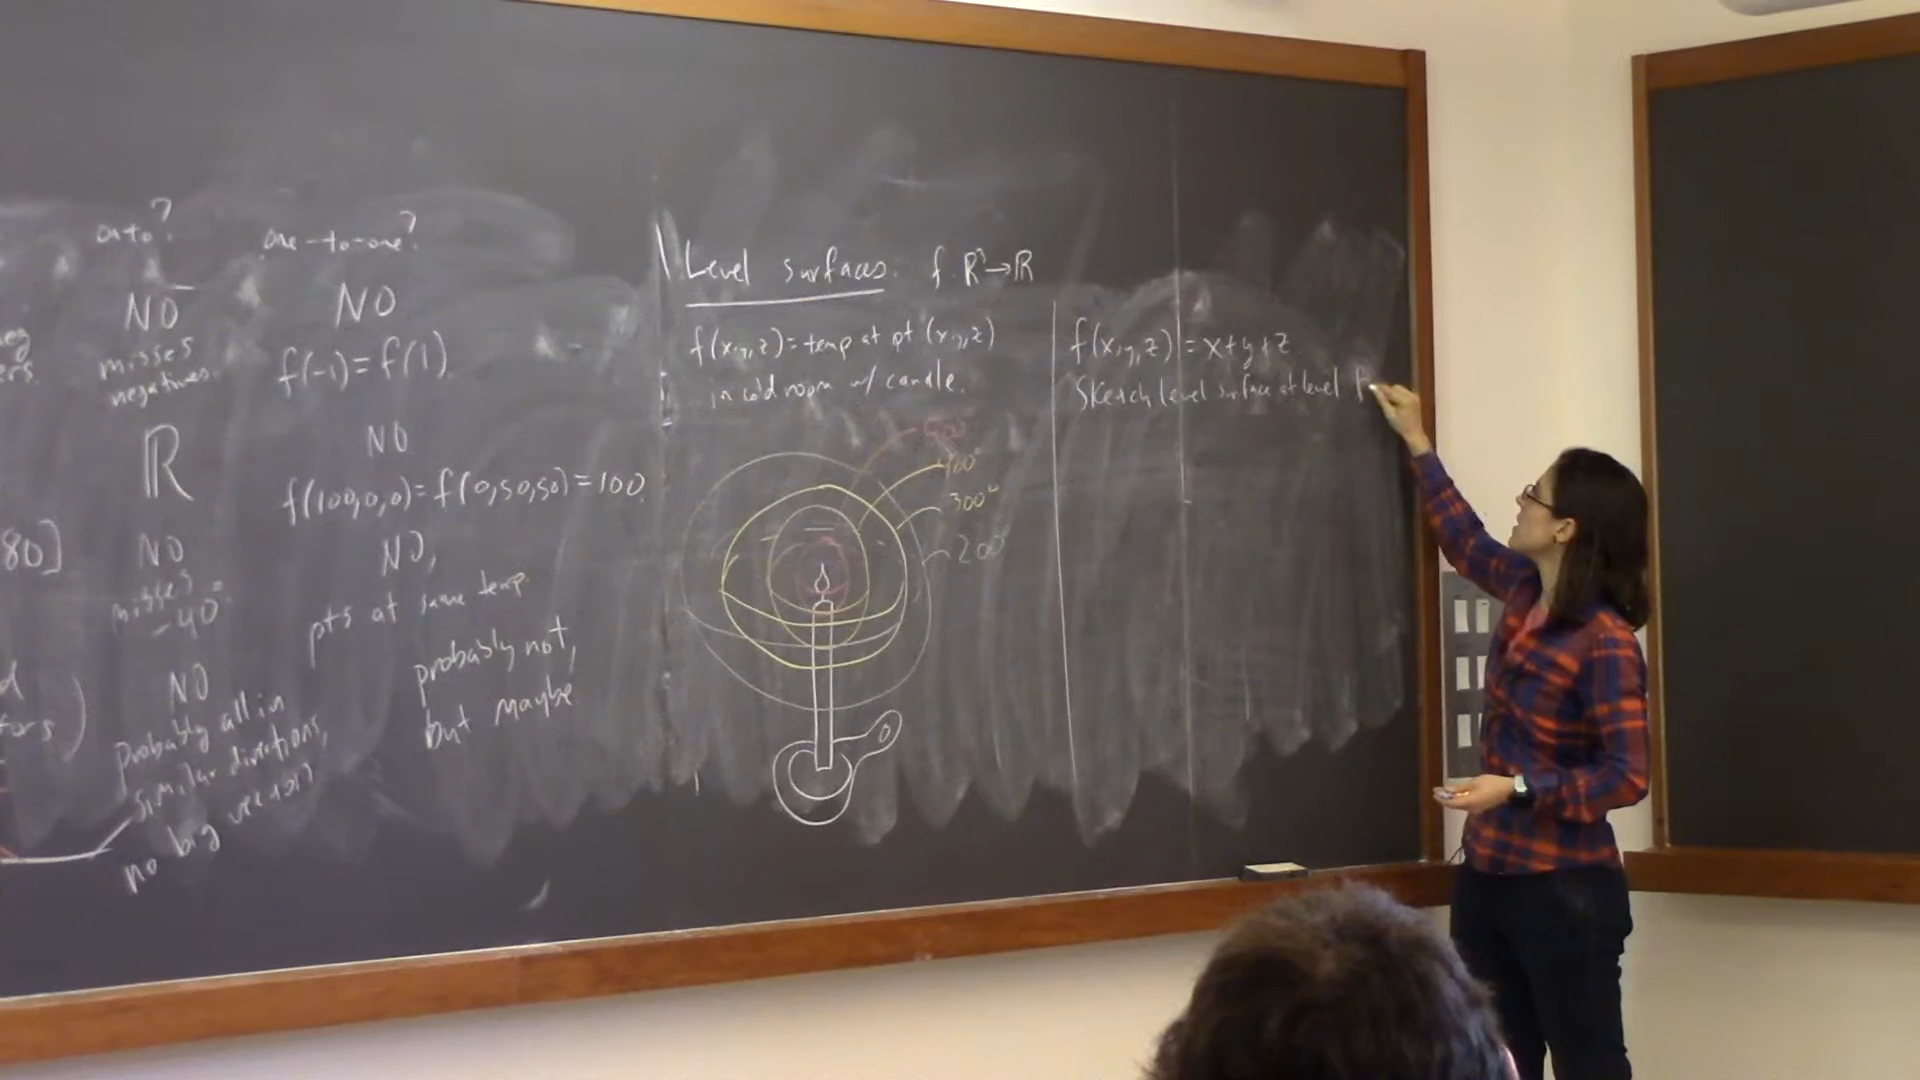 onto?
one-to-one?
NO
misses
negatives.
NO
f(-1)=f(1)
ℝ
NO
f(100,0,0)=f(0,50,50)=100.
80]
NO
misses
-40°
NO,
pts at same temp.
NO
probably all in
similar directions,
no big vectors?
probably not,
but maybe
Level surfaces. f: ℝ³→ℝ
f(x,y,z)=temp at pt (x,y,z)
in cold room w/ candle.
400°
300°
200°
f(x,y,z)=x+y+z
Sketch level surface at level